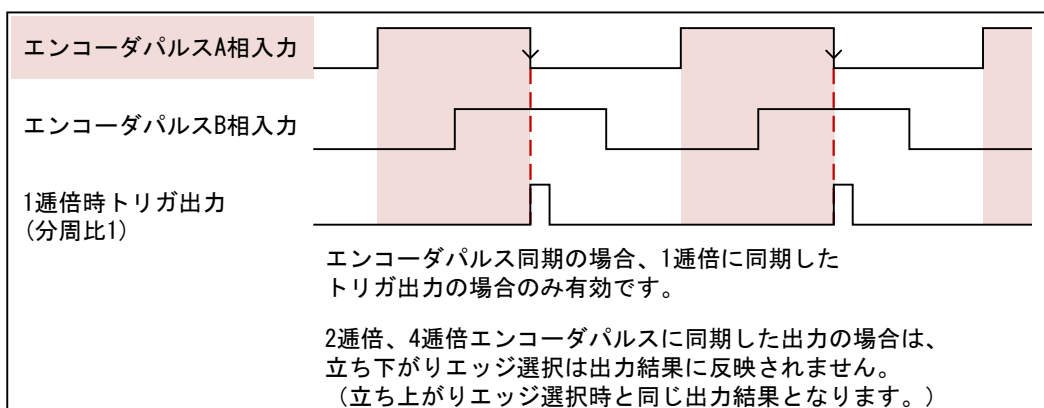 エンコーダパルスA相入力
エンコーダパルスB相入力
1逓倍時トリガ出力
(分周比1)
エンコーダパルス同期の場合、1逓倍に同期した
トリガ出力の場合のみ有効です。
2逓倍、4逓倍エンコーダパルスに同期した出力の場合は、
立ち下がりエッジ選択は出力結果に反映されません。
（立ち上がりエッジ選択時と同じ出力結果となります。）